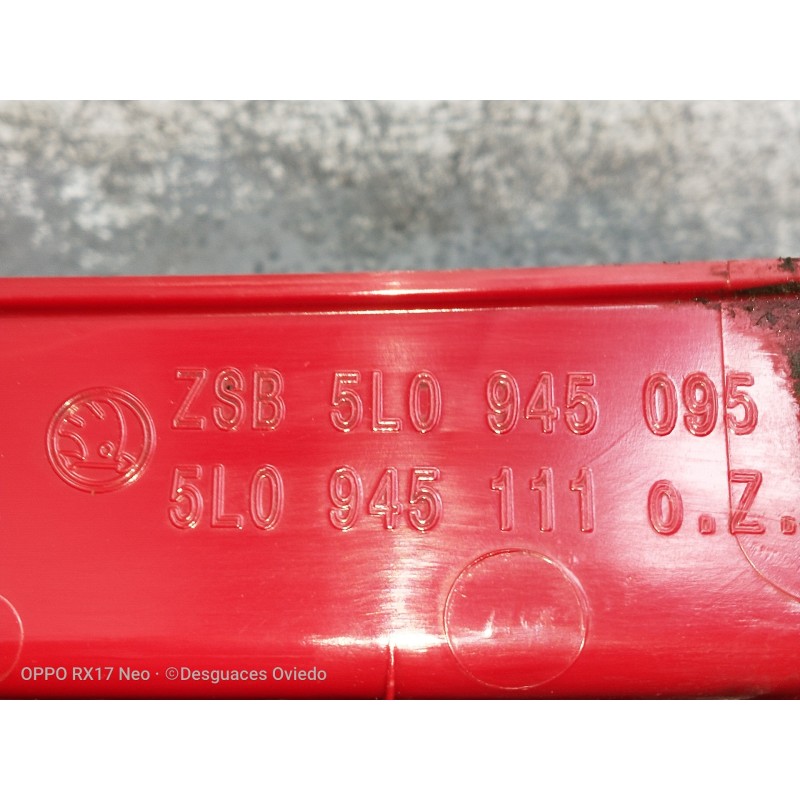 ZSB 5L0 945 095
5L0 945 111 o.Z.
OPPO RX17 Neo · ©Desguaces Oviedo